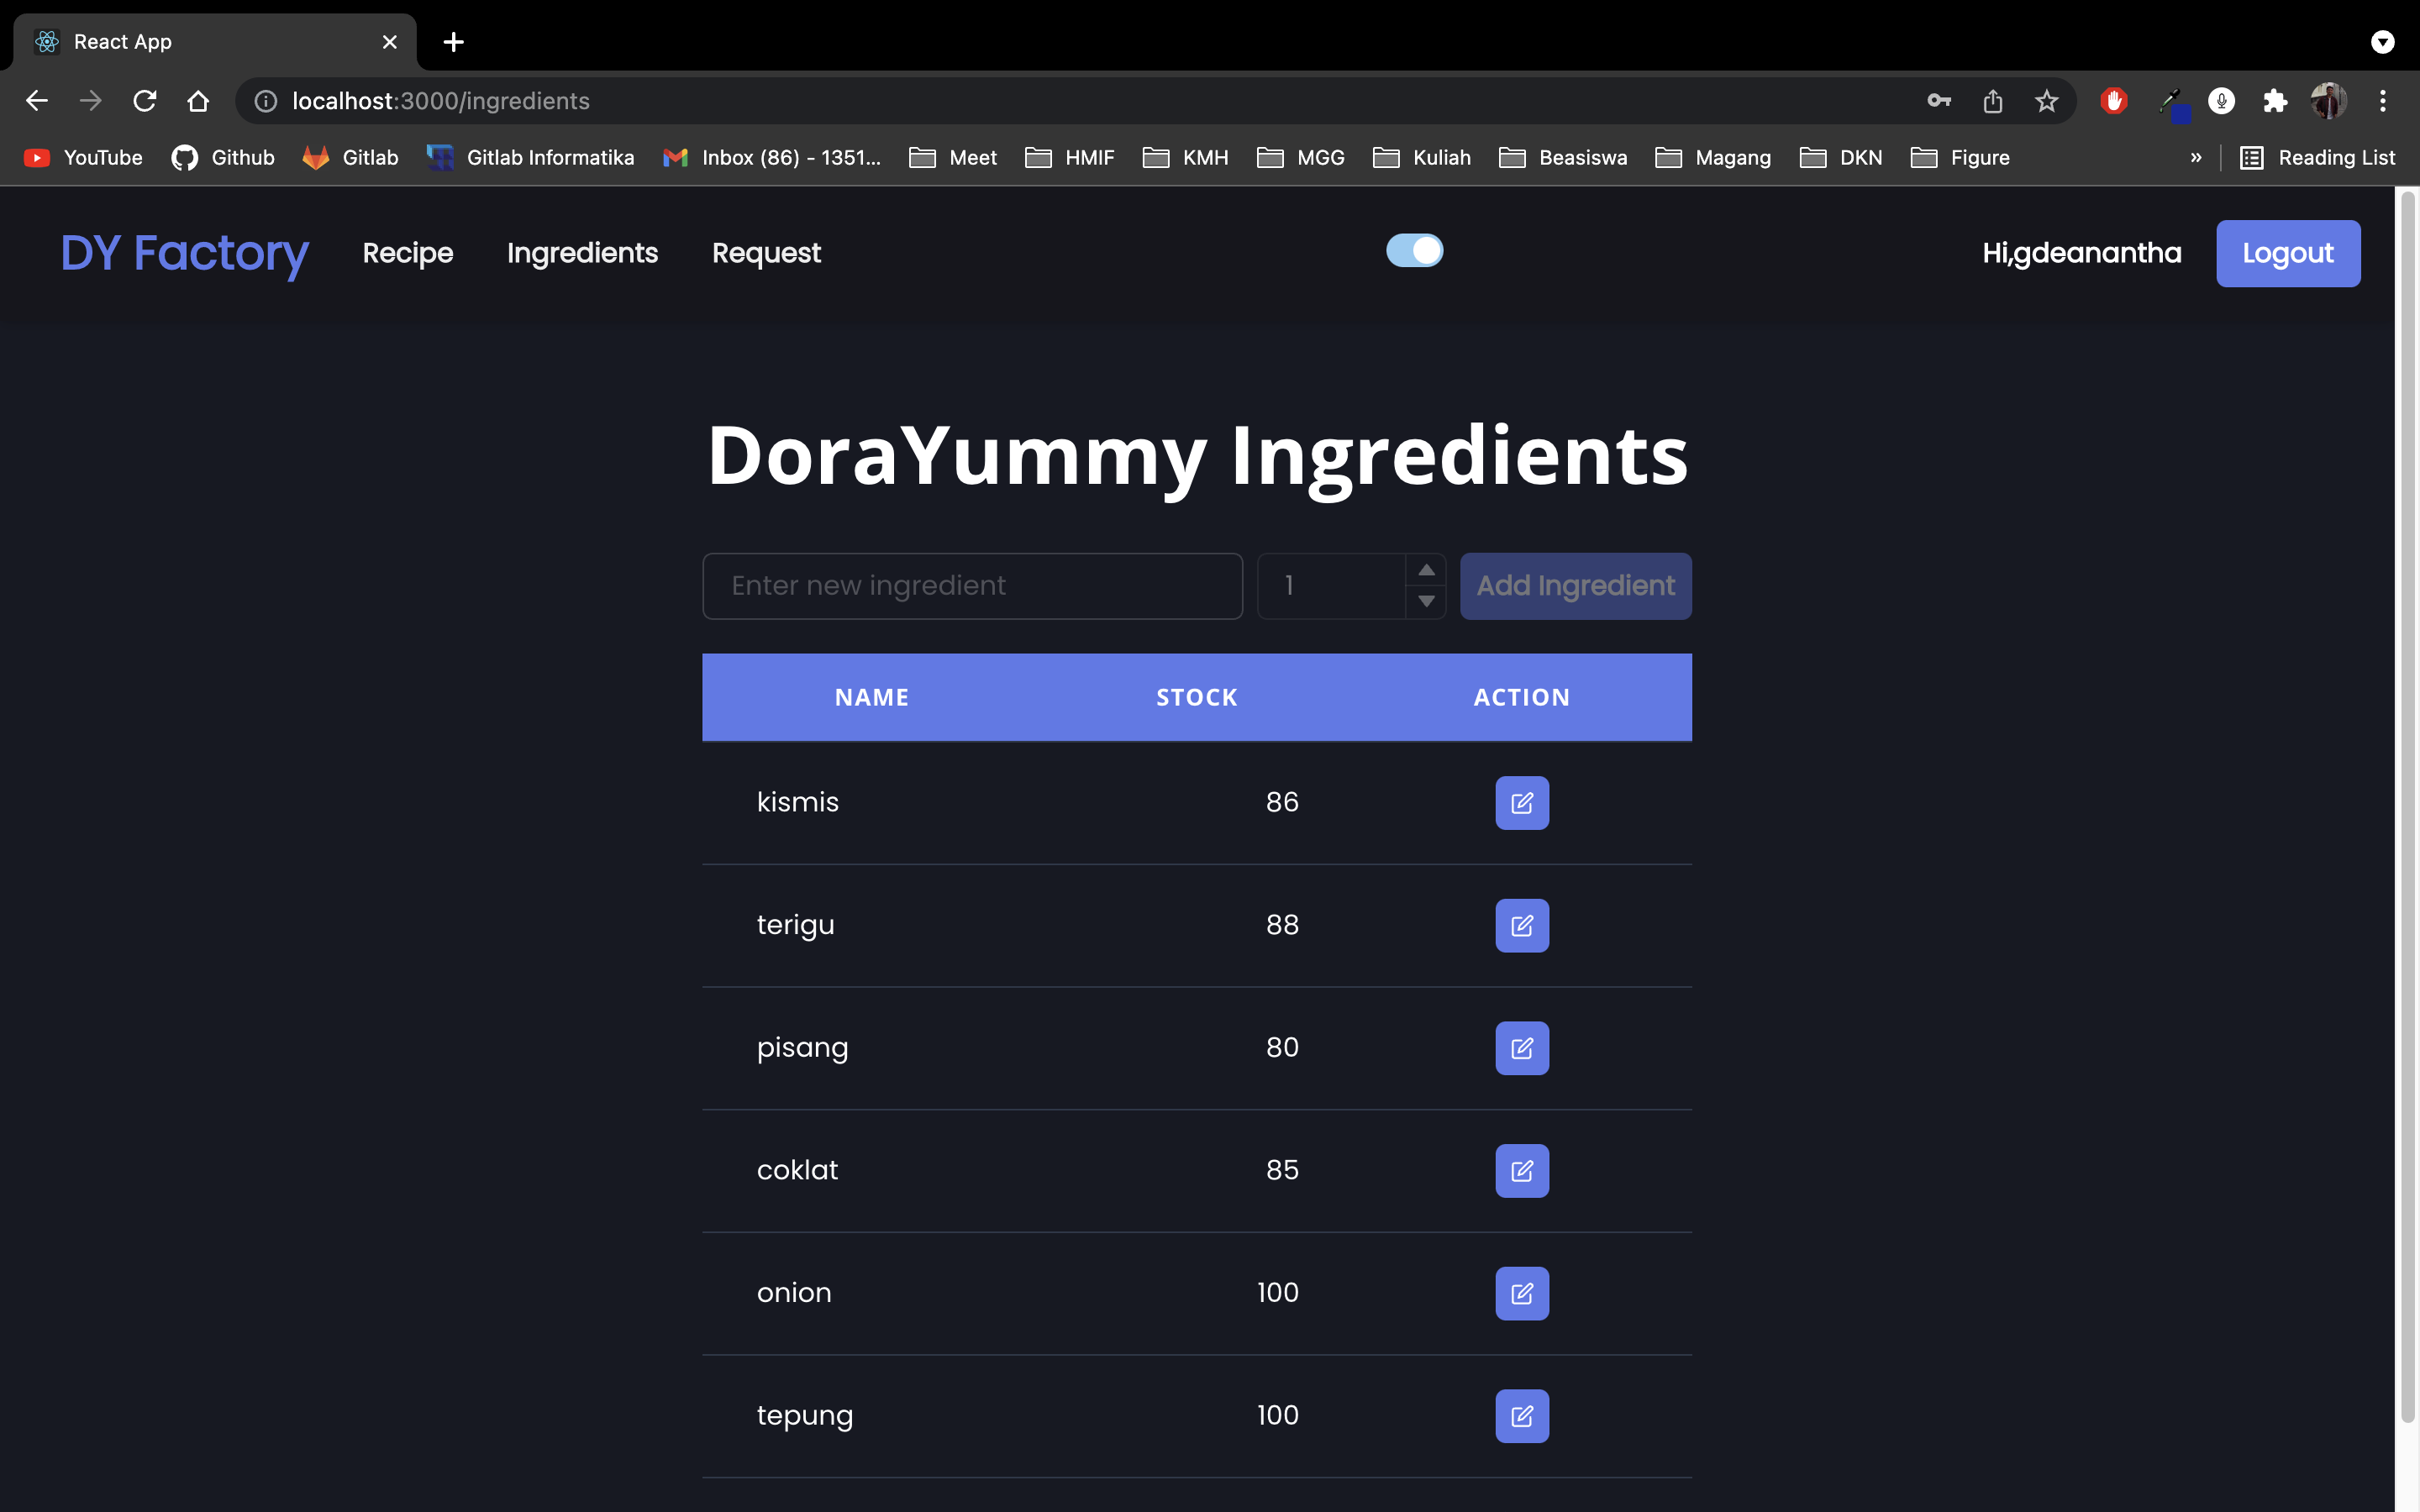 React App
localhost:3000/ingredients
YouTube Github Gitlab Gitlab Informatika Inbox (86) - 1351... Meet HMIF KMH MGG Kuliah Beasiswa Magang DKN Figure » Reading List
DY Factory Recipe Ingredients Request Hi,gdeanantha Logout
DoraYummy Ingredients
Enter new ingredient 1 Add Ingredient
NAME STOCK ACTION
kismis 86
terigu 88
pisang 80
coklat 85
onion 100
tepung 100